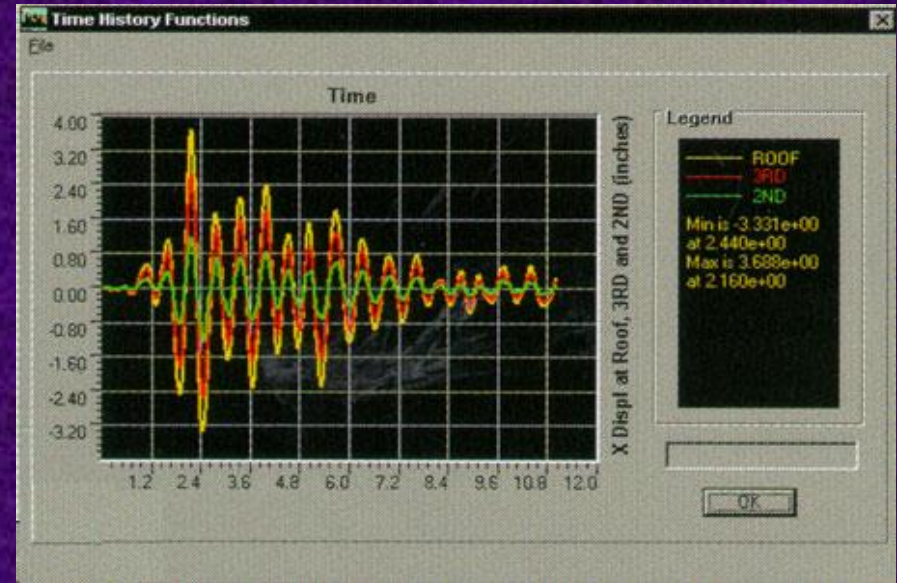 Time History Functions
File
Time
4.00
3.20
2.40
1.60
0.80
0.00
-0.80
-1.60
-2.40
-3.20
1.2 2.4 3.6 4.8 6.0 7.2 8.4 9.6 10.8 12.0
X Displ at Roof, 3RD and 2ND (inches)
Legend
ROOF
3RD
2ND
Min is -3.331e+00
at 2.440e+00
Max is 3.688e+00
at 2.160e+00
OK